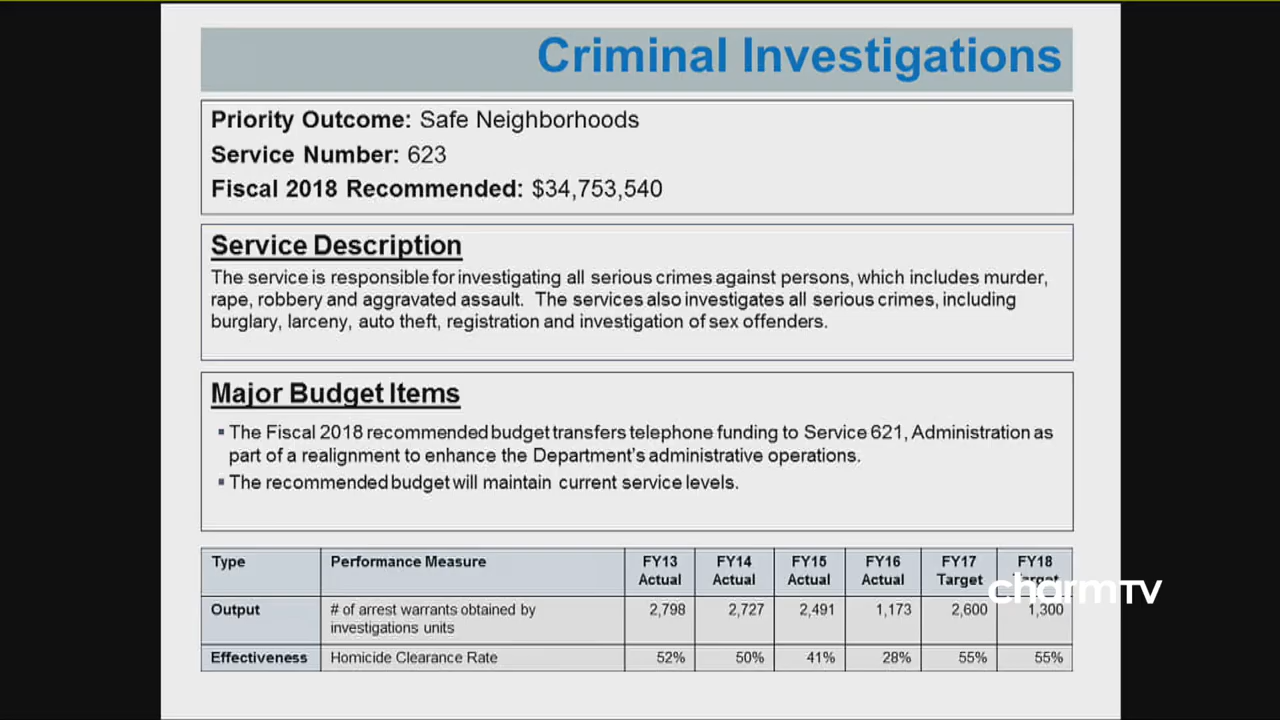 Criminal Investigations
Priority Outcome: Safe Neighborhoods
Service Number: 623
Fiscal 2018 Recommended: $34,753,540
Service Description
The service is responsible for investigating all serious crimes against persons, which includes murder,
rape, robbery and aggravated assault. The services also investigates all serious crimes, including
burglary, larceny, auto theft, registration and investigation of sex offenders.
Major Budget Items
▪ The Fiscal 2018 recommended budget transfers telephone funding to Service 621, Administration as
part of a realignment to enhance the Department's administrative operations.
▪ The recommended budget will maintain current service levels.
Type Performance Measure FY13 Actual FY14 Actual FY15 Actual FY16 Actual FY17 Target FY18 Target
Output # of arrest warrants obtained by investigations units 2,798 2,727 2,491 1,173 2,600 1,300
Effectiveness Homicide Clearance Rate 52% 50% 41% 28% 55% 55%
charmTV